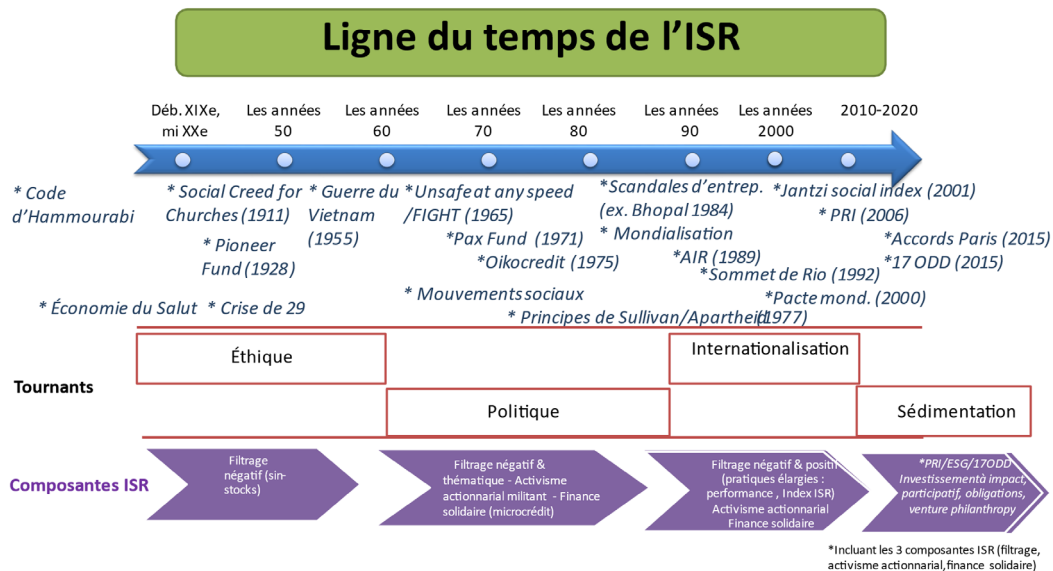 Ligne du temps de l’ISR
Déb. XIXe,
mi XXe
Les années
50
Les années
60
Les années
70
Les années
80
Les années
90
Les années
2000
2010-2020
* Code
d’Hammourabi
* Social Creed for
Churches (1911)
* Pioneer
Fund (1928)
* Guerre du
Vietnam
(1955)
*Unsafe at any speed
/FIGHT (1965)
*Pax Fund (1971)
*Oikocredit (1975)
*Scandales d’entrep.
(ex. Bhopal 1984)
* Mondialisation
*AIR (1989)
*Sommet de Rio (1992)
*Jantzi social index (2001)
* PRI (2006)
*Accords Paris (2015)
*17 ODD (2015)
*Pacte mond. (2000)
* Économie du Salut
* Crise de 29
* Mouvements sociaux
* Principes de Sullivan/Apartheid (1977)
Tournants
Éthique
Politique
Internationalisation
Sédimentation
Composantes ISR
Filtrage
négatif (sin-
stocks)
Filtrage négatif &
thématique - Activisme
actionnarial militant - Finance
solidaire (microcrédit)
Filtrage négatif & positif
(pratiques élargies :
performance , Index ISR)
Activisme actionnarial
Finance solidaire
*PRI/ESG/17ODD
Investissement à impact,
participatif, obligations,
venture philanthropy
*Incluant les 3 composantes ISR (filtrage,
activisme actionnarial, finance solidaire)